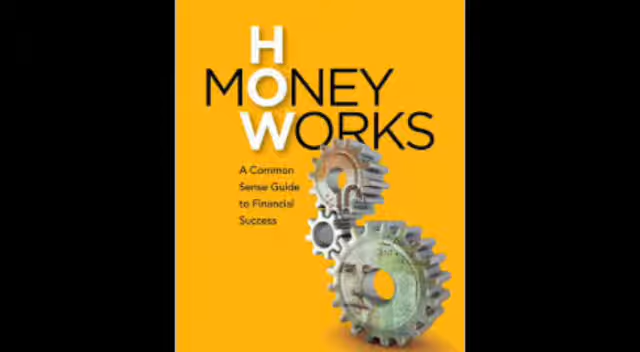 H
MONEY
WORKS
A Common
Sense Guide
to Financial
Success